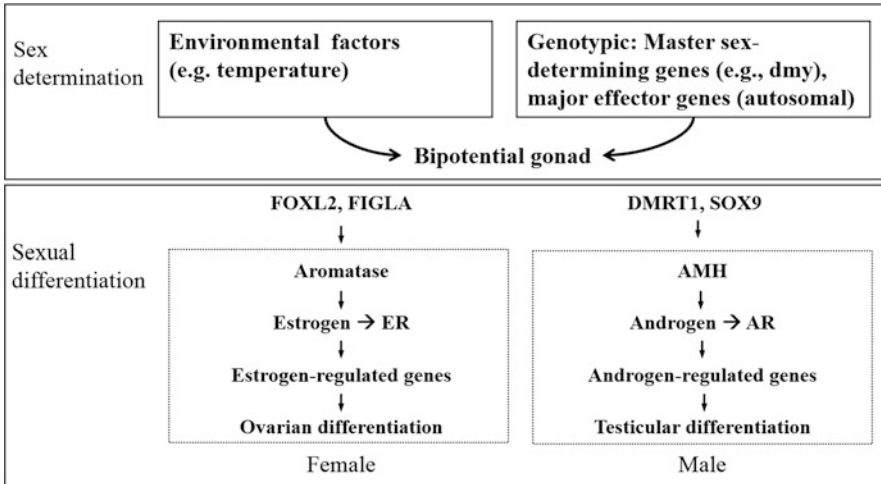 Sex
determination
Environmental factors
(e.g. temperature)
Genotypic: Master sex-
determining genes (e.g., dmy),
major effector genes (autosomal)
Bipotential gonad
Sexual
differentiation
FOXL2, FIGLA
Aromatase
Estrogen → ER
Estrogen-regulated genes
Ovarian differentiation
Female
DMRT1, SOX9
AMH
Androgen → AR
Androgen-regulated genes
Testicular differentiation
Male